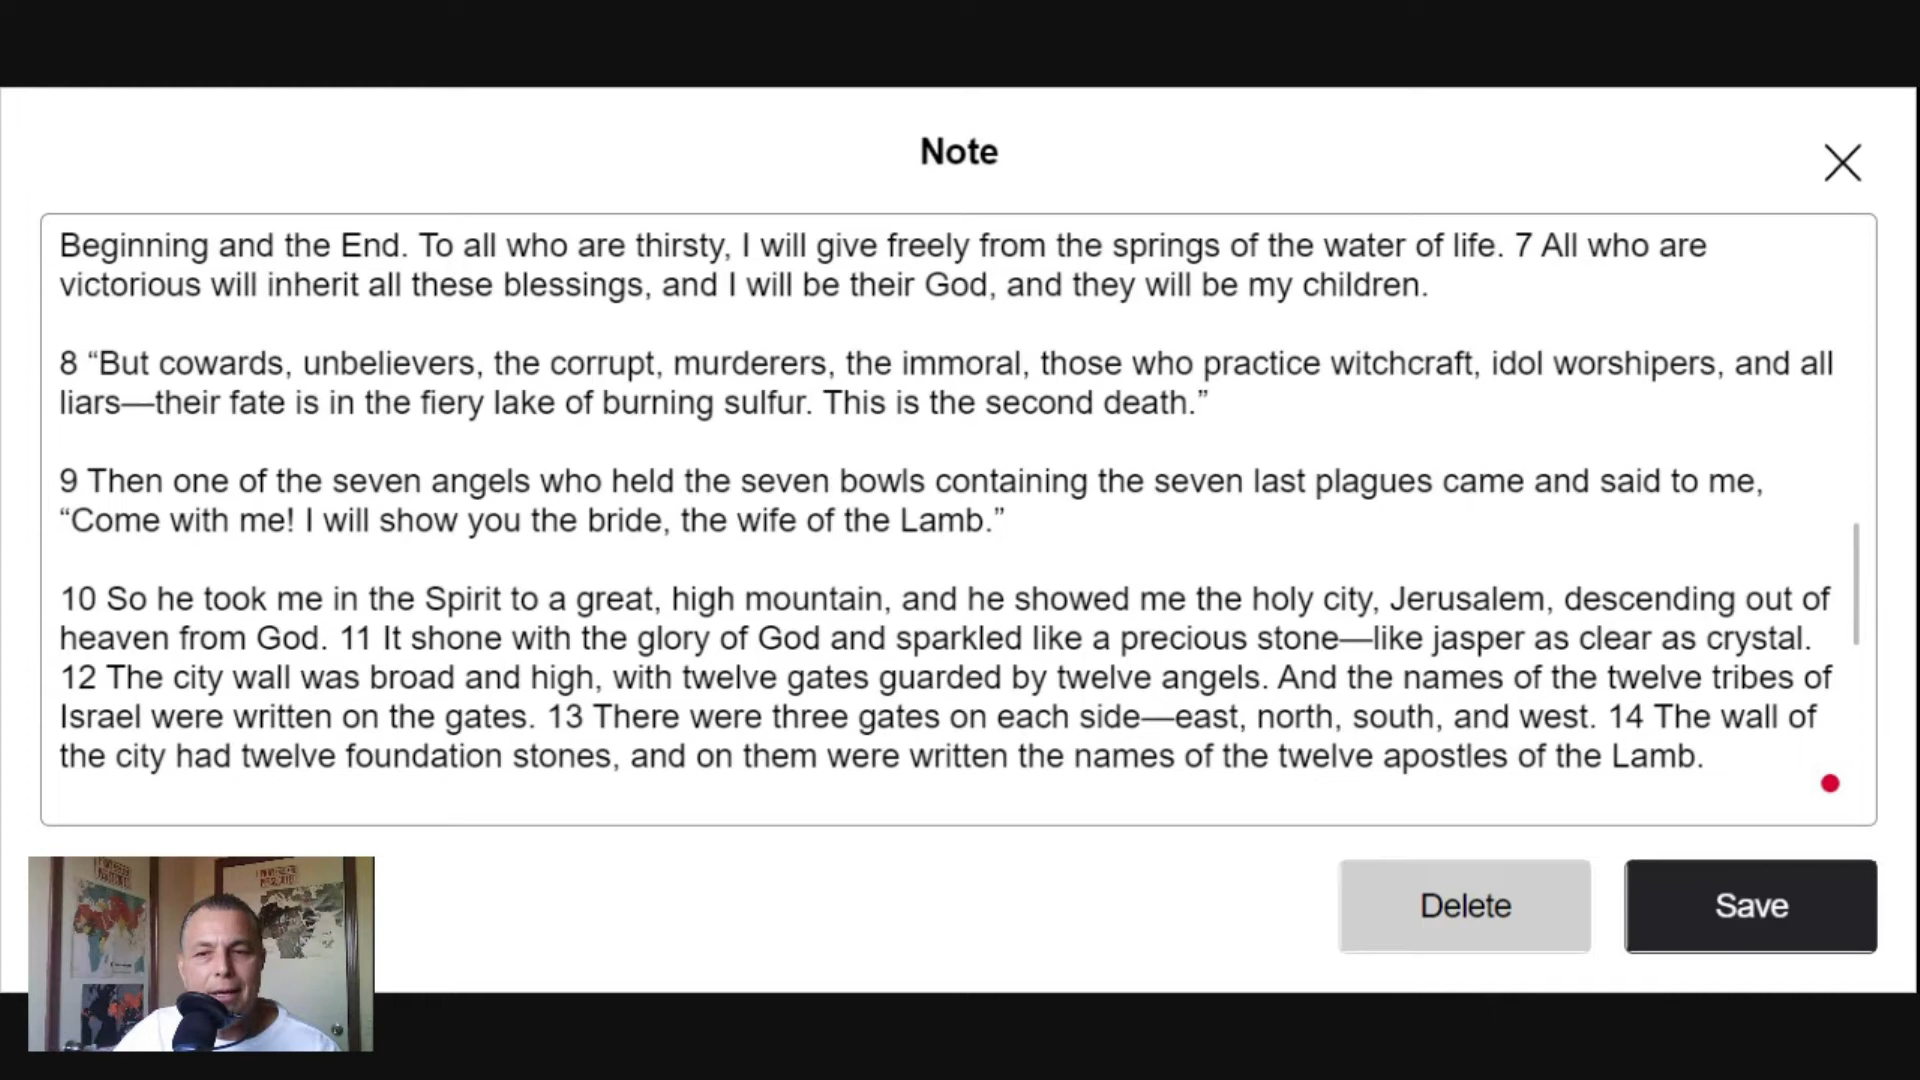 Note
Beginning and the End. To all who are thirsty, I will give freely from the springs of the water of life. 7 All who are
victorious will inherit all these blessings, and I will be their God, and they will be my children.
8 “But cowards, unbelievers, the corrupt, murderers, the immoral, those who practice witchcraft, idol worshipers, and all
liars—their fate is in the fiery lake of burning sulfur. This is the second death.”
9 Then one of the seven angels who held the seven bowls containing the seven last plagues came and said to me,
“Come with me! I will show you the bride, the wife of the Lamb.”
10 So he took me in the Spirit to a great, high mountain, and he showed me the holy city, Jerusalem, descending out of
heaven from God. 11 It shone with the glory of God and sparkled like a precious stone—like jasper as clear as crystal.
12 The city wall was broad and high, with twelve gates guarded by twelve angels. And the names of the twelve tribes of
Israel were written on the gates. 13 There were three gates on each side—east, north, south, and west. 14 The wall of
the city had twelve foundation stones, and on them were written the names of the twelve apostles of the Lamb.
Delete
Save